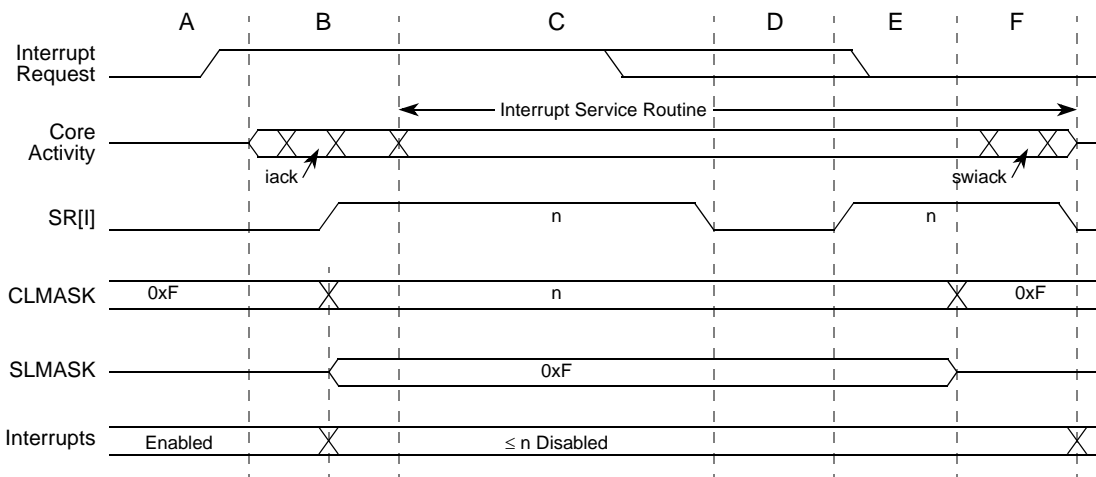 A B C D E F
Interrupt
Request
Interrupt Service Routine
Core
Activity
iack
swiack
SR[I]
n
n
CLMASK
0xF
n
0xF
SLMASK
0xF
Interrupts
Enabled
≤ n Disabled